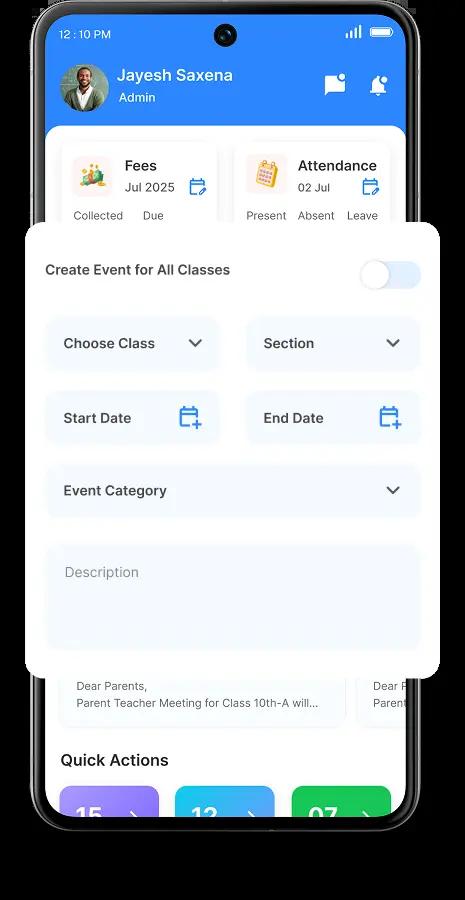 12 : 10 PM
Jayesh Saxena
Admin
Fees
Jul 2025
Attendance
02 Jul
Collected Due
Present Absent Leave
Create Event for All Classes
Choose Class
Section
Start Date
End Date
Event Category
Description
Dear Parents,
Parent Teacher Meeting for Class 10th-A will...
Dear P
Parent
Quick Actions
15
12
07